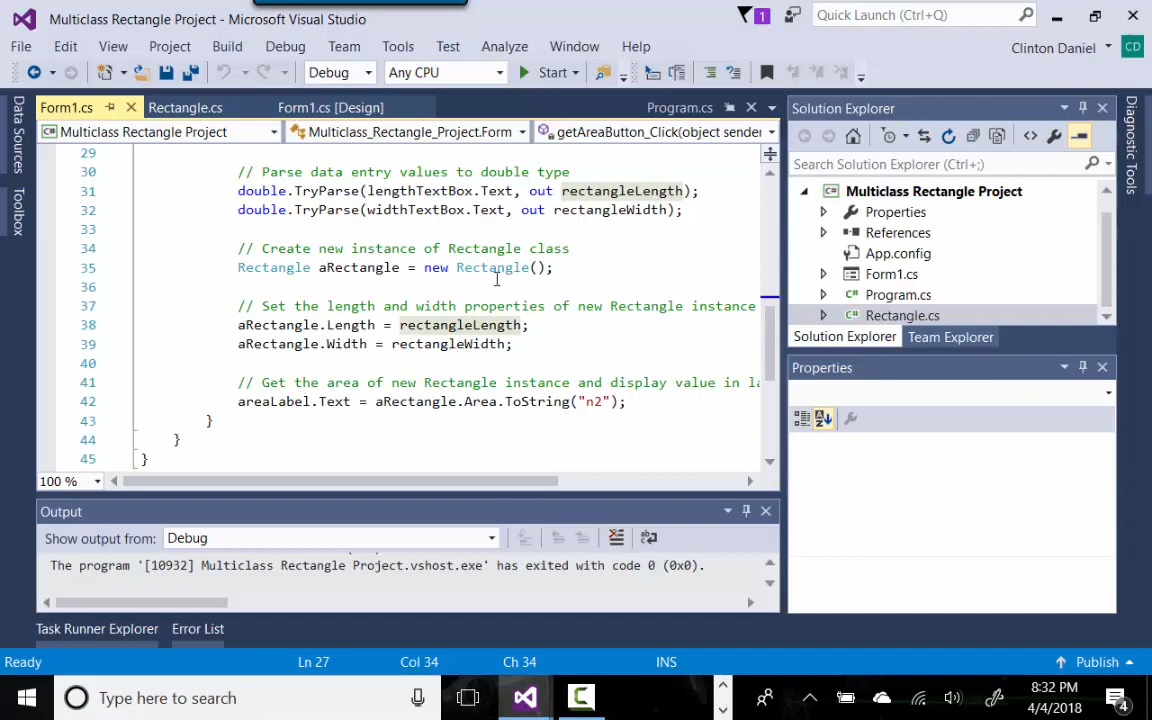 Multiclass Rectangle Project - Microsoft Visual Studio
1
Quick Launch (Ctrl+Q)
File Edit View Project Build Debug Team Tools Test Analyze Window Help
Clinton Daniel
CD
Debug
Any CPU
Start
Form1.cs
Rectangle.cs
Form1.cs [Design]
Program.cs
Multiclass Rectangle Project
Multiclass_Rectangle_Project.Form
getAreaButton_Click(object sender
Data Sources
Toolbox
29
30 // Parse data entry values to double type
31 double.TryParse(lengthTextBox.Text, out rectangleLength);
32 double.TryParse(widthTextBox.Text, out rectangleWidth);
33
34 // Create new instance of Rectangle class
35 Rectangle aRectangle = new Rectangle();
36
37 // Set the length and width properties of new Rectangle instance
38 aRectangle.Length = rectangleLength;
39 aRectangle.Width = rectangleWidth;
40
41 // Get the area of new Rectangle instance and display value in la
42 areaLabel.Text = aRectangle.Area.ToString("n2");
43 }
44 }
45 }
100 %
Output
Show output from: Debug
The program '[10932] Multiclass Rectangle Project.vshost.exe' has exited with code 0 (0x0).
Task Runner Explorer
Error List
Solution Explorer
Search Solution Explorer (Ctrl+;)
C# Multiclass Rectangle Project
Properties
References
App.config
Form1.cs
C# Program.cs
C# Rectangle.cs
Solution Explorer
Team Explorer
Properties
Diagnostic Tools
Ready
Ln 27
Col 34
Ch 34
INS
Publish
Type here to search
8:32 PM
4/4/2018
4